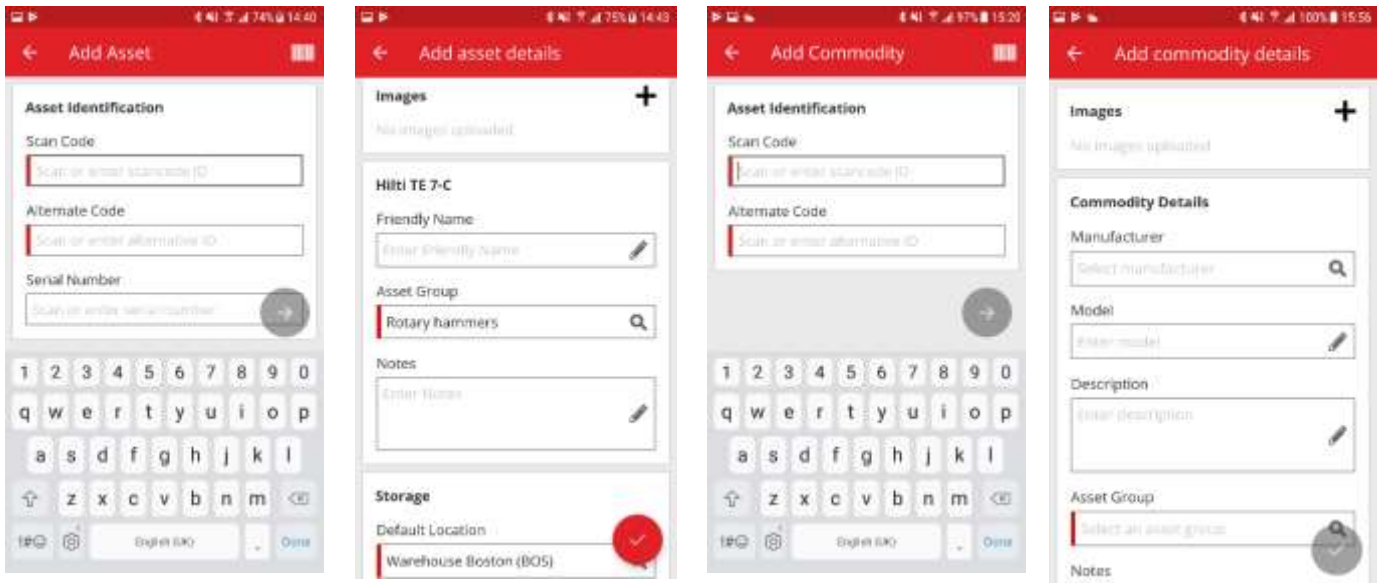 74% 14:40
Add Asset
Asset Identification
Scan Code
Scan or enter scancode ID
Alternate Code
Scan or enter alternative ID
Serial Number
Scan or enter serial number
1 2 3 4 5 6 7 8 9 0
q w e r t y u i o p
a s d f g h j k l
z x c v b n m
!#☺ English (UK) . Done
75% 14:43
Add asset details
Images
No images uploaded
Hilti TE 7-C
Friendly Name
Enter Friendly Name
Asset Group
Rotary hammers
Notes
Enter Notes
Storage
Default Location
Warehouse Boston (BOS)
97% 15:20
Add Commodity
Asset Identification
Scan Code
Scan or enter scancode ID
Alternate Code
Scan or enter alternative ID
1 2 3 4 5 6 7 8 9 0
q w e r t y u i o p
a s d f g h j k l
z x c v b n m
!#☺ English (UK) . Done
100% 15:56
Add commodity details
Images
No images uploaded
Commodity Details
Manufacturer
Select manufacturer
Model
Enter model
Description
Enter description
Asset Group
Select an asset group
Notes